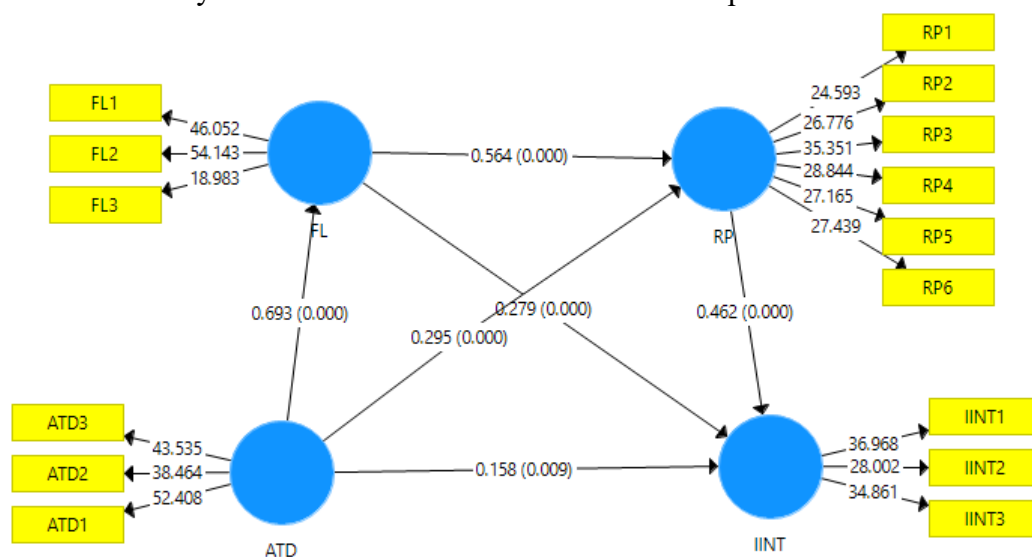 RP1
24.593
RP2
FL1
26.776
46.052
RP3
35.351
FL2
54.143
0.564 (0.000)
28.844
RP4
18.983
27.165
FL3
27.439
RP5
FL
RP
RP6
0.693 (0.000)
0.279 (0.000)
0.462 (0.000)
0.295 (0.000)
ATD3
43.535
IINT1
36.968
ATD2
38.464
0.158 (0.009)
28.002
IINT2
52.408
34.861
ATD1
IINT3
ATD
IINT